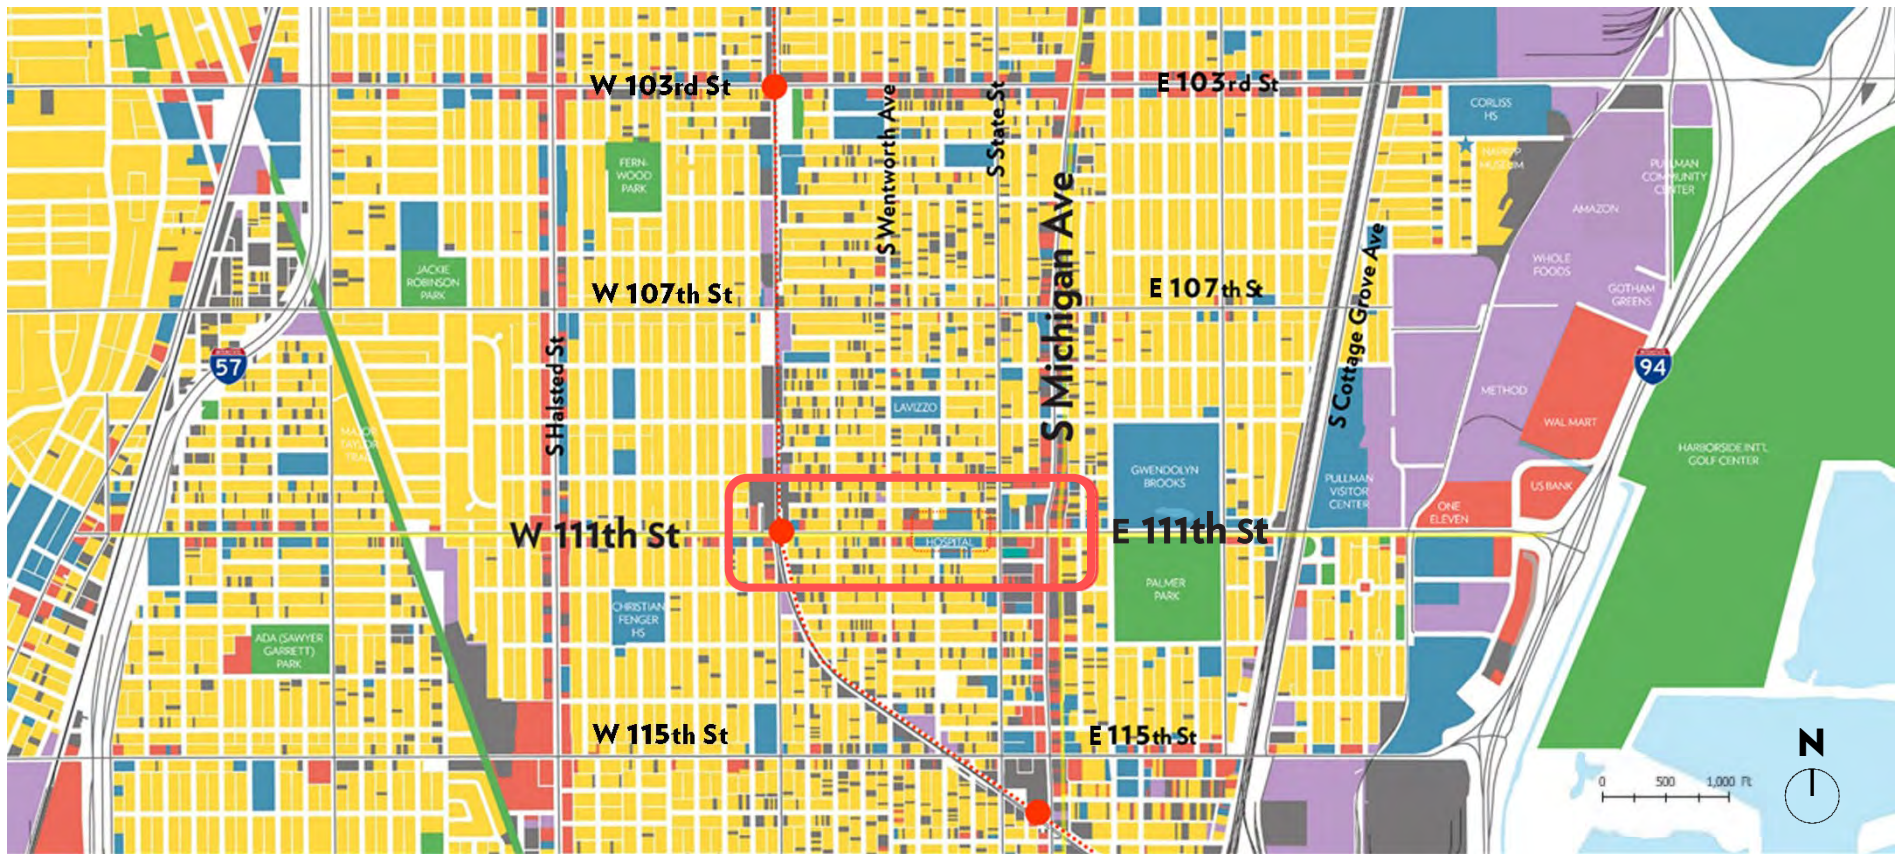 W 103rd St
E 103rd St
S Wentworth Ave
S State St
CORLISS
HS
MUSEUM
FERN-
WOOD
PARK
PULLMAN
COMMUNITY
CENTER
AMAZON
S Michigan Ave
S Cottage Grove Ave
WHOLE
FOODS
JACKIE
ROBINSON
PARK
GOTHAM
GREENS
W 107th St
E 107th St
57
94
S Halsted St
METHOD
LAVIZZO
WAL MART
MAJOR
TAYLOR
TRAIL
HARBORSIDE INT'L
GOLF CENTER
GWENDOLYN
BROOKS
PULLMAN
VISITOR
CENTER
US BANK
ONE
ELEVEN
W 111th St
HOSPITAL
E 111th St
PALMER
PARK
CHRISTIAN
FENGER
HS
ADA (SAWYER
GARRETT)
PARK
W 115th St
E 115th St
N
0 500 1,000 Ft